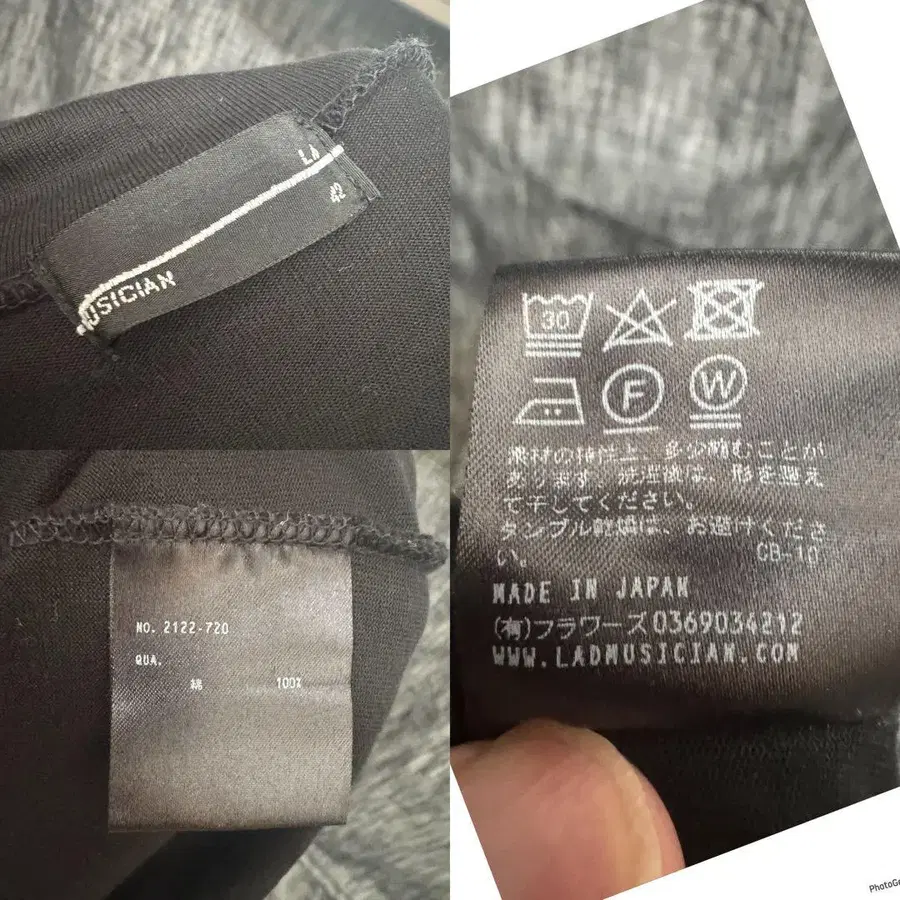 LA
42
USICIAN
NO. 2122-720
QUA.
綿 100%
30
F
W
素材の特性上、多少縮むことが
あります。洗濯後は、形を整え
て干してください。
タンブル乾燥は、お避けくださ
い。
CB-10
MADE IN JAPAN
(有)フラワーズ0369034212
WWW.LADMUSICIAN.COM